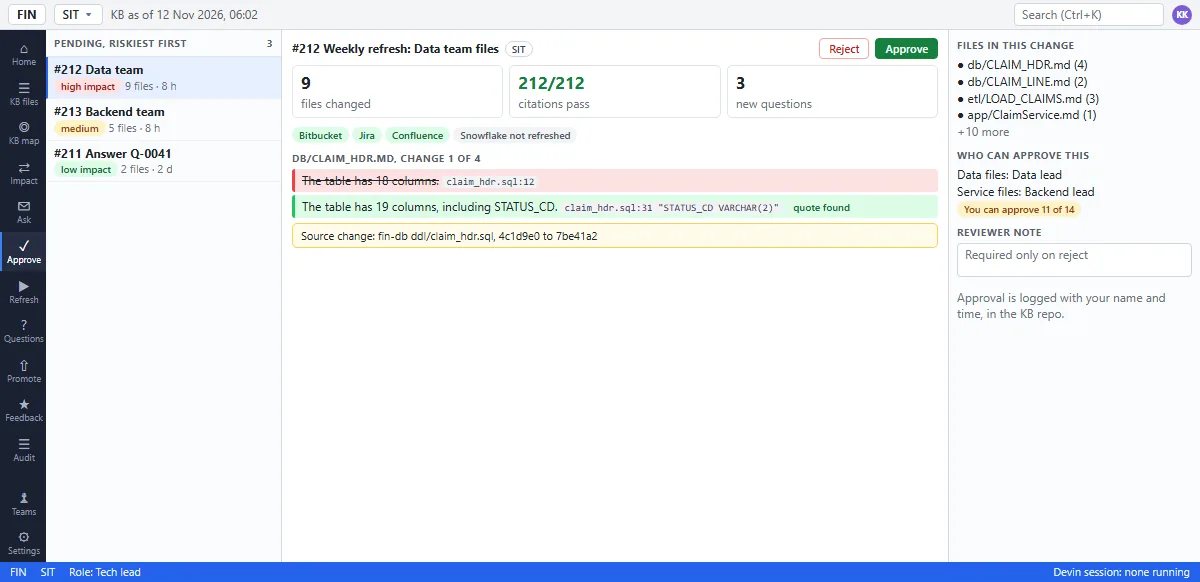 FIN SIT KB as of 12 Nov 2026, 06:02 Search (Ctrl+K) KK
Home
KB files
KB map
Impact
Ask
Approve
Refresh
Questions
Promote
Feedback
Audit
Teams
Settings
PENDING, RISKIEST FIRST 3
#212 Data team
high impact 9 files · 8 h
#213 Backend team
medium 5 files · 8 h
#211 Answer Q-0041
low impact 2 files · 2 d
#212 Weekly refresh: Data team files SIT Reject Approve
9
files changed
212/212
citations pass
3
new questions
Bitbucket Jira Confluence Snowflake not refreshed
DB/CLAIM_HDR.MD, CHANGE 1 OF 4
The table has 18 columns. claim_hdr.sql:12
The table has 19 columns, including STATUS_CD. claim_hdr.sql:31 "STATUS_CD VARCHAR(2)" quote found
Source change: fin-db ddl/claim_hdr.sql, 4c1d9e0 to 7be41a2
FILES IN THIS CHANGE
● db/CLAIM_HDR.md (4)
● db/CLAIM_LINE.md (2)
● etl/LOAD_CLAIMS.md (3)
● app/ClaimService.md (1)
+10 more
WHO CAN APPROVE THIS
Data files: Data lead
Service files: Backend lead
You can approve 11 of 14
REVIEWER NOTE
Required only on reject
Approval is logged with your name and
time, in the KB repo.
FIN SIT Role: Tech lead Devin session: none running